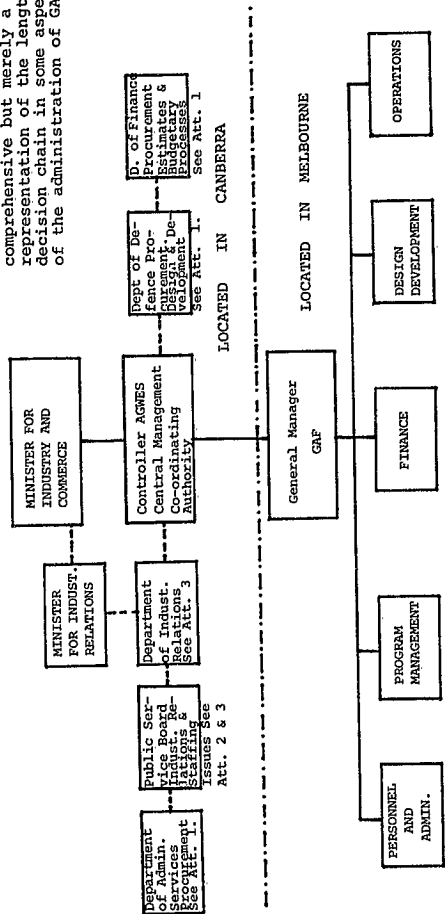 comprehensive but merely a
representation of the lengt
decision chain in some aspe
of the administration of GA
MINISTER FOR
INDUSTRY AND
COMMERCE
MINISTER
FOR INDUST.
RELATIONS
Department
of Admin.
Services
Procurement
See Att. 1.
Public Ser-
vice Board
Indust. Re-
lations &
Staffing
Issues See
Att. 2 & 3
Department
of Indust.
Relations
See Att. 3
Controller AGWES
Central Management
Co-ordinating
Authority
Dept of De-
fence Pro-
curement.
Design & De-
velopment
See Att. 1.
D. of Finance
Procurement
Estimates &
Budgetary
Processes
See Att. 1
LOCATED IN CANBERRA
LOCATED IN MELBOURNE
General Manager
GAF
PERSONNEL
AND
ADMIN.
PROGRAM
MANAGEMENT
FINANCE
DESIGN
DEVELOPMENT
OPERATIONS